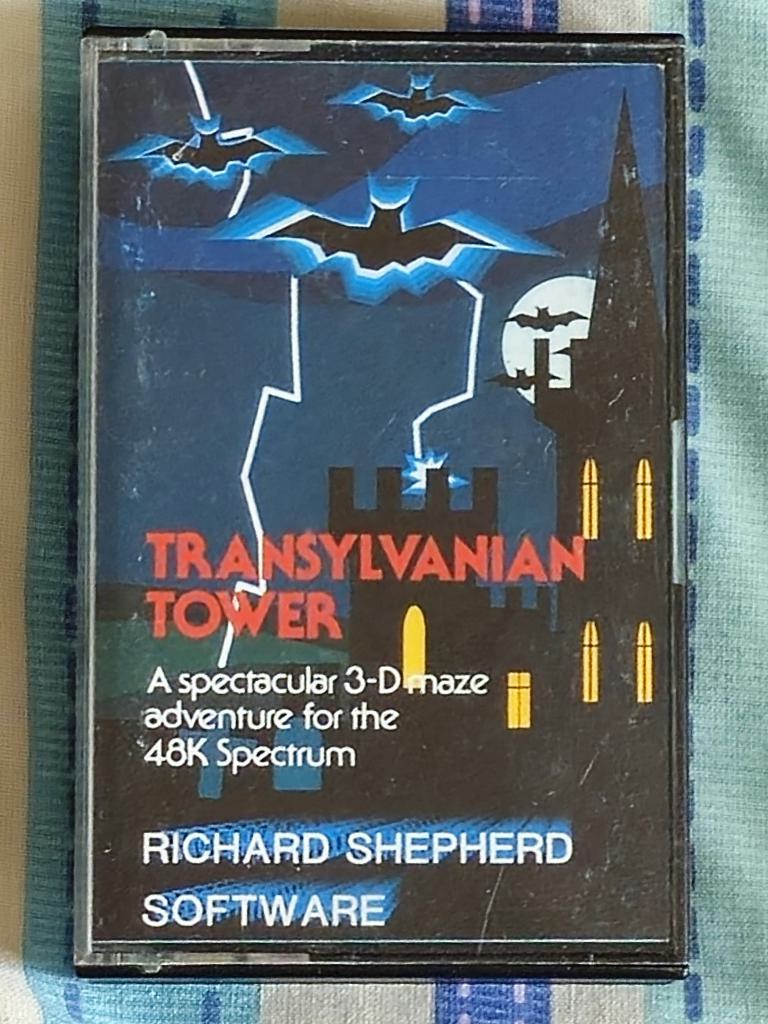 TRANSYLVANIAN
TOWER
A spectacular 3-D maze
adventure for the
48K Spectrum
RICHARD SHEPHERD
SOFTWARE